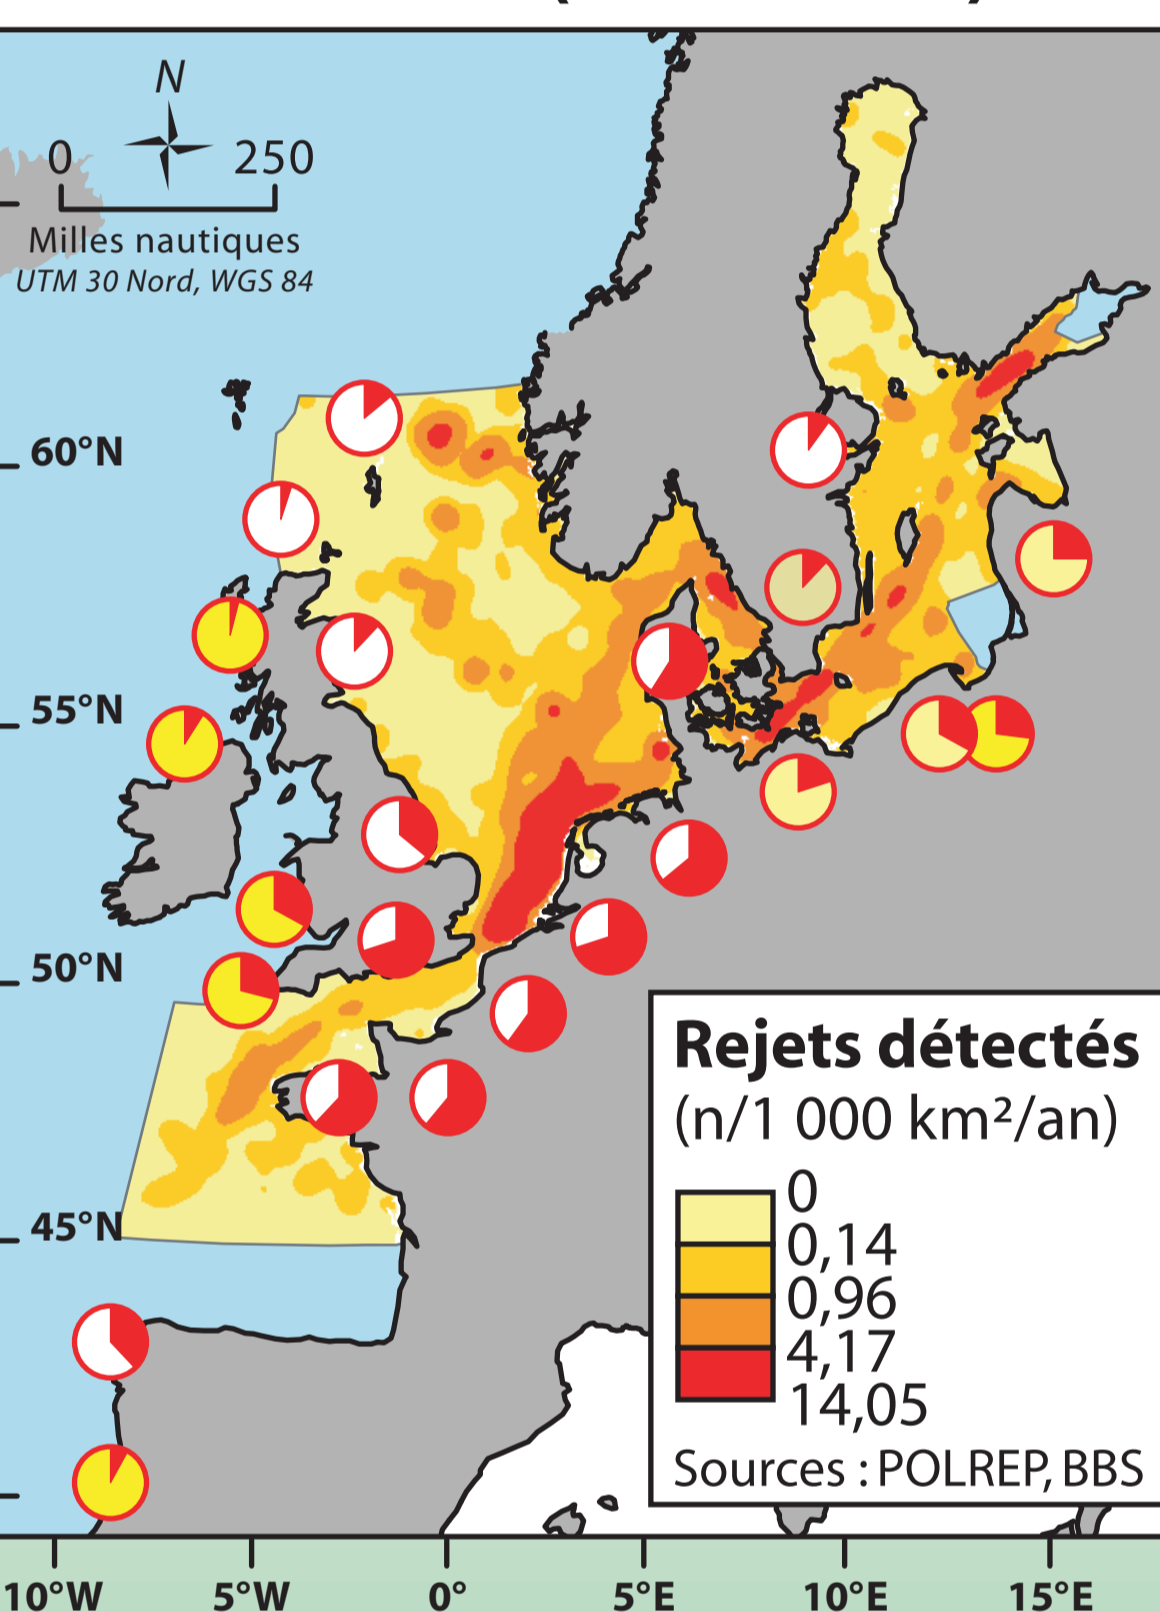 N
0 250
Milles nautiques
UTM 30 Nord, WGS 84
60°N
55°N
50°N
45°N
Rejets détectés
(n/1 000 km²/an)
0
0,14
0,96
4,17
14,05
Sources : POLREP, BBS
10°W 5°W 0° 5°E 10°E 15°E